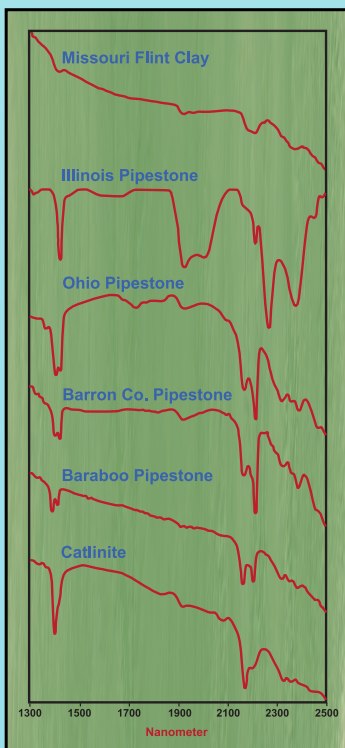 Missouri Flint Clay
Illinois Pipestone
Ohio Pipestone
Barron Co. Pipestone
Baraboo Pipestone
Catlinite
1300 1500 1700 1900 2100 2300 2500
Nanometer